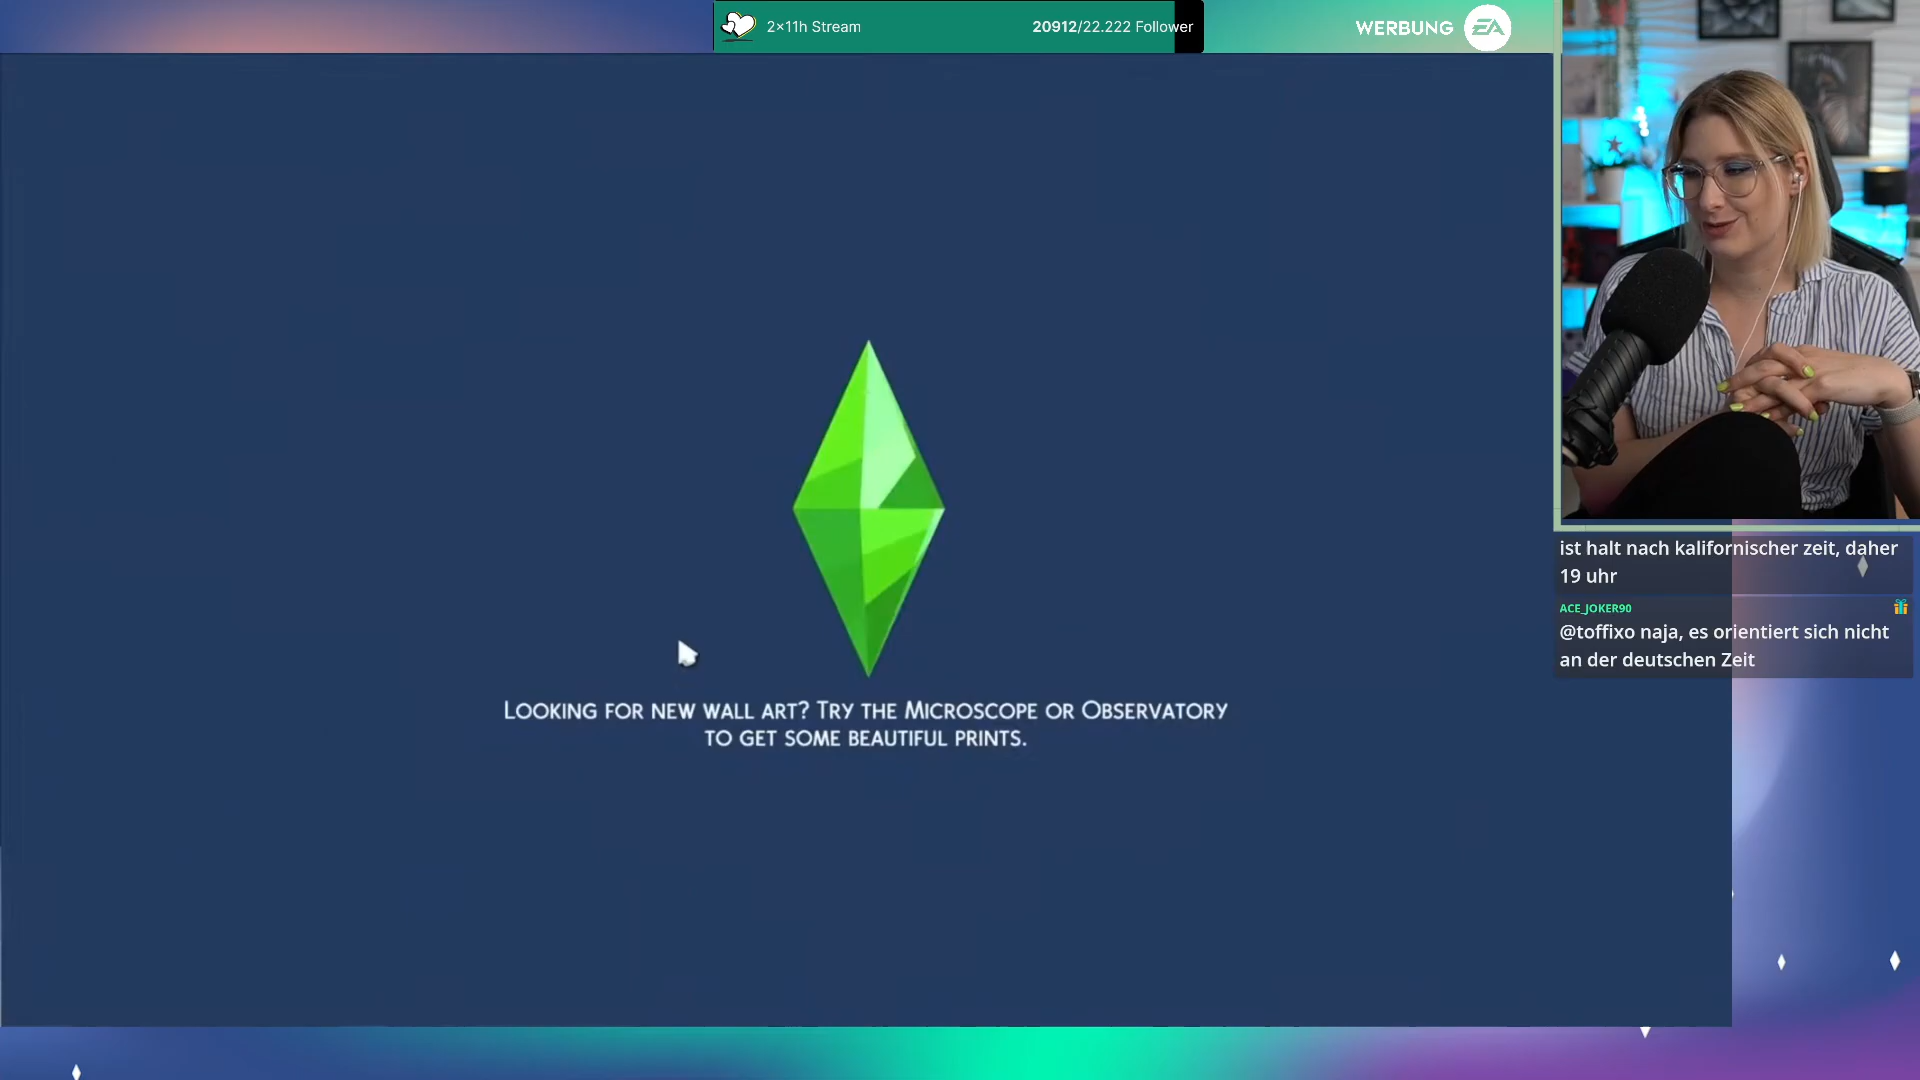 2×11h Stream
20912/22.222 Follower
WERBUNG EA
ist halt nach kalifornischer zeit, daher
19 uhr
ACE_JOKER90
@toffixo naja, es orientiert sich nicht
an der deutschen Zeit
LOOKING FOR NEW WALL ART? TRY THE MICROSCOPE OR OBSERVATORY
TO GET SOME BEAUTIFUL PRINTS.